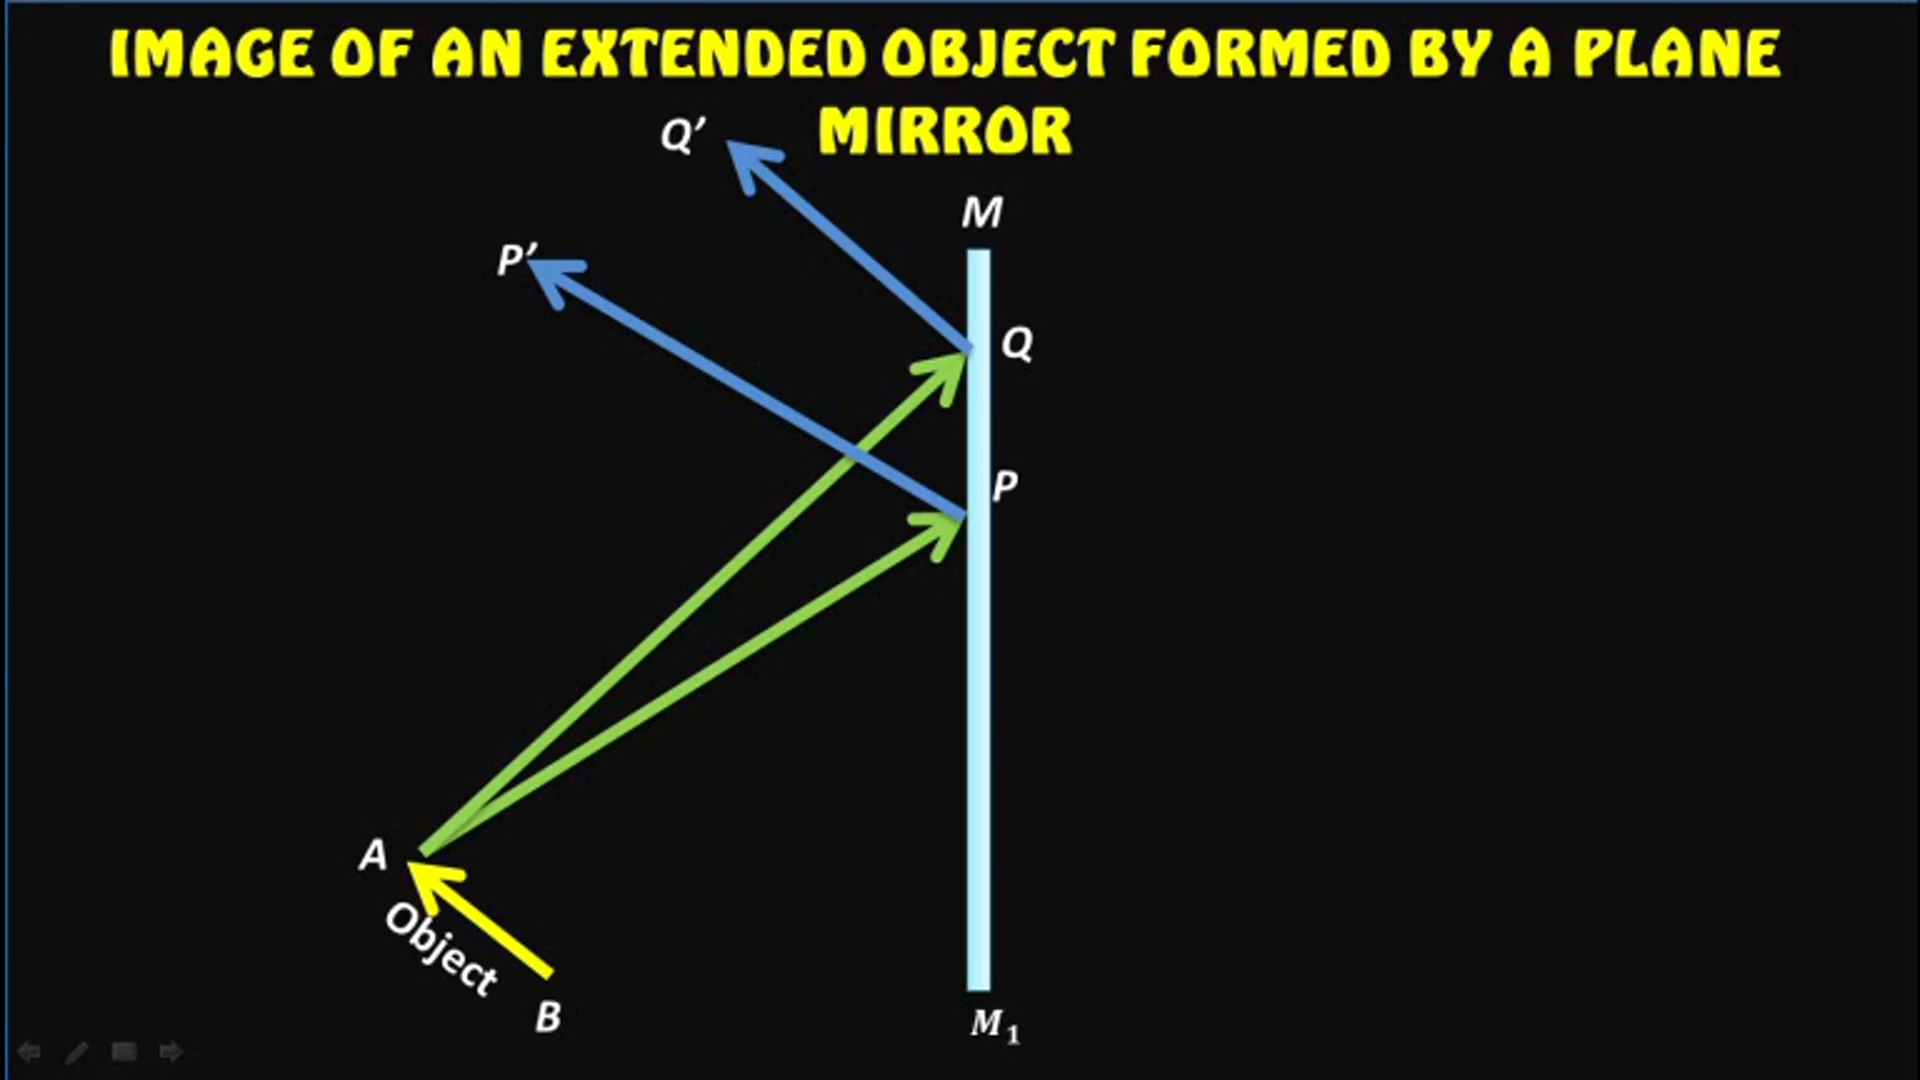 IMAGE OF AN EXTENDED OBJECT FORMED BY A PLANE
MIRROR
Q′
M
P′
Q
P
A
Object
B
M₁